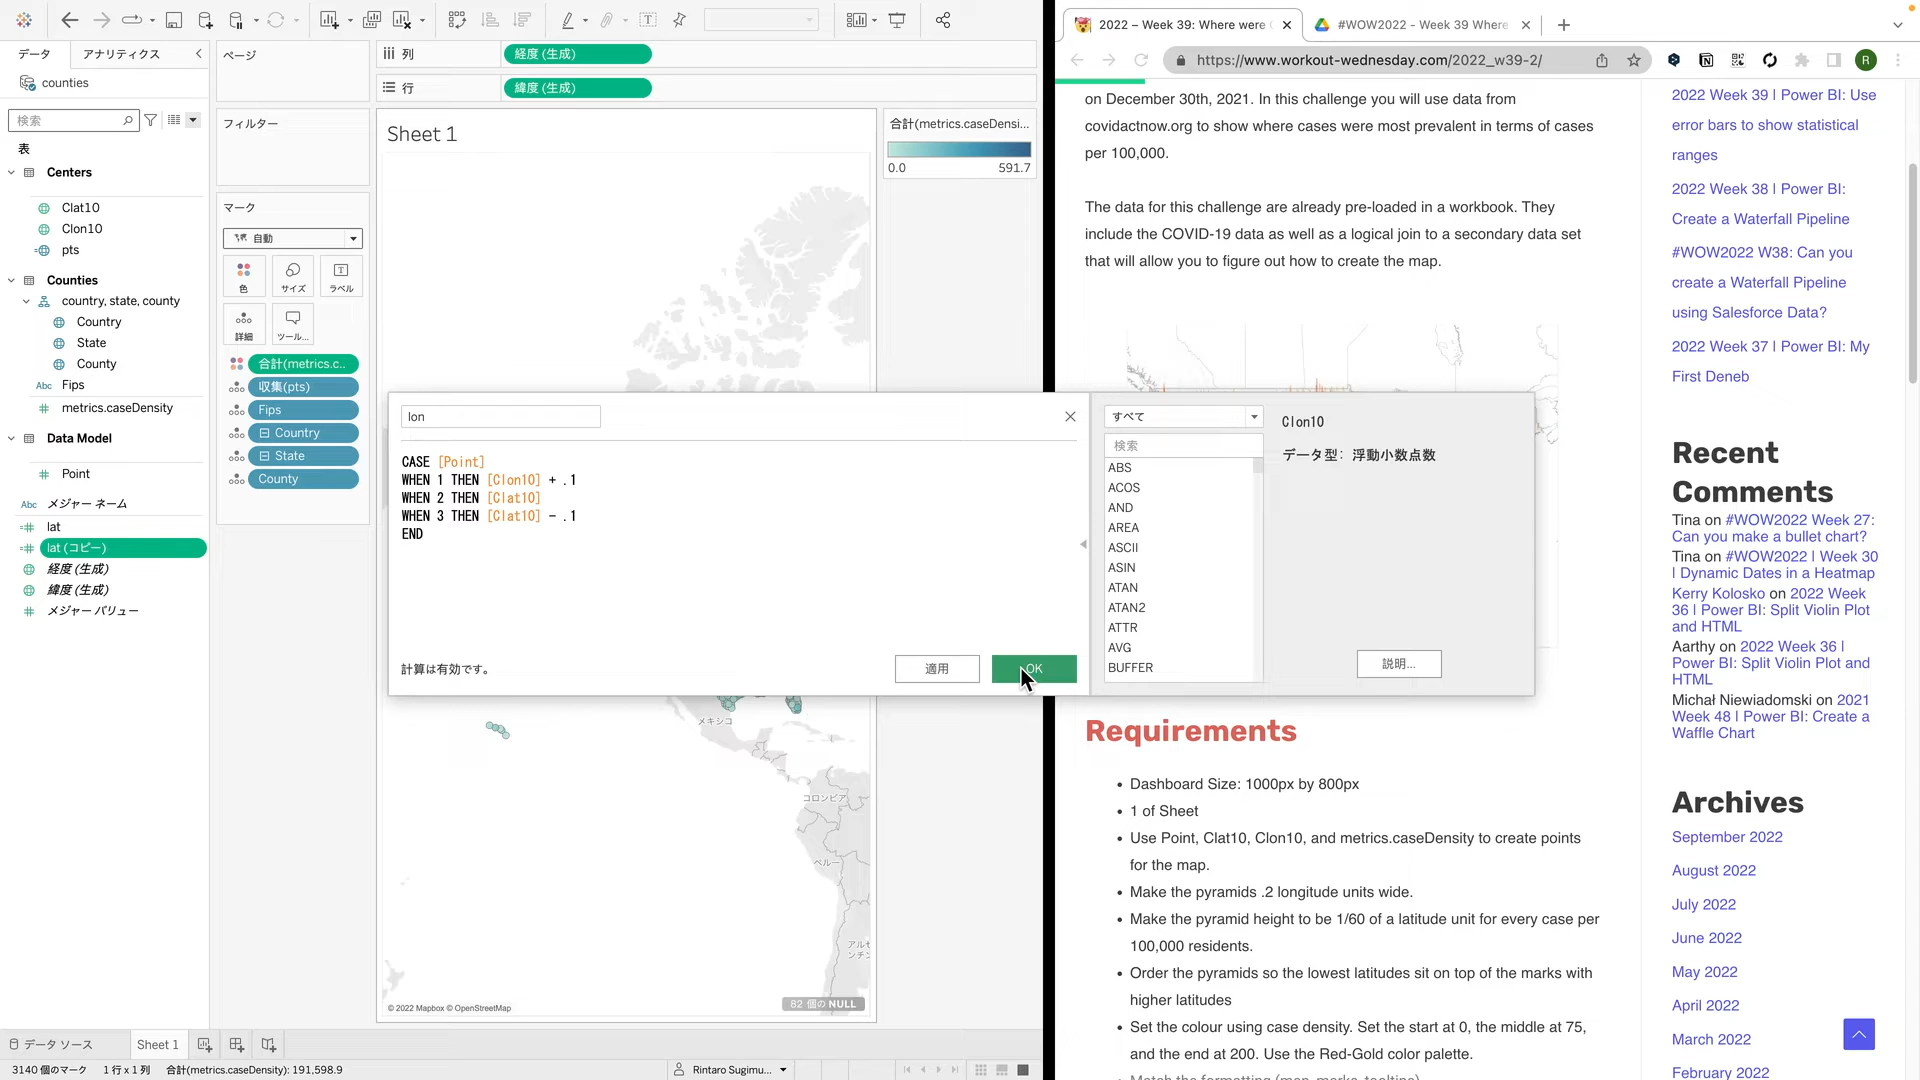 データ
アナリティクス
counties
検索
表
Centers
Clat10
Clon10
pts
Counties
country, state, county
Country
State
County
Abc Fips
metrics.caseDensity
Data Model
Point
Abc メジャー ネーム
lat
lat (コピー)
経度 (生成)
緯度 (生成)
メジャー バリュー
ページ
フィルター
マーク
自動
色
サイズ
ラベル
詳細
ツール...
合計(metrics.c..
収集(pts)
Fips
Country
State
County
列
経度 (生成)
行
緯度 (生成)
Sheet 1
合計(metrics.caseDensi...
0.0 591.7
メキシコ
コロンビア
ペルー
アルゼ
ンチン
© 2022 Mapbox © OpenStreetMap
82 個の NULL
lon
CASE [Point]
WHEN 1 THEN [Clon10] + .1
WHEN 2 THEN [Clat10]
WHEN 3 THEN [Clat10] - .1
END
計算は有効です。
適用
OK
すべて
検索
ABS
ACOS
AND
AREA
ASCII
ASIN
ATAN
ATAN2
ATTR
AVG
BUFFER
Clon10
データ型: 浮動小数点数
説明...
データ ソース
Sheet 1
3140 個のマーク
1 行 x 1 列
合計(metrics.caseDensity): 191,598.9
Rintaro Sugimu...
2022 – Week 39: Where were
#WOW2022 - Week 39 Where
https://www.workout-wednesday.com/2022_w39-2/
R
on December 30th, 2021. In this challenge you will use data from
covidactnow.org to show where cases were most prevalent in terms of cases
per 100,000.
The data for this challenge are already pre-loaded in a workbook. They
include the COVID-19 data as well as a logical join to a secondary data set
that will allow you to figure out how to create the map.
Requirements
• Dashboard Size: 1000px by 800px
• 1 of Sheet
• Use Point, Clat10, Clon10, and metrics.caseDensity to create points
for the map.
• Make the pyramids .2 longitude units wide.
• Make the pyramid height to be 1/60 of a latitude unit for every case per
100,000 residents.
• Order the pyramids so the lowest latitudes sit on top of the marks with
higher latitudes
• Set the colour using case density. Set the start at 0, the middle at 75,
and the end at 200. Use the Red-Gold color palette.
2022 Week 39 | Power BI: Use
error bars to show statistical
ranges
2022 Week 38 | Power BI:
Create a Waterfall Pipeline
#WOW2022 W38: Can you
create a Waterfall Pipeline
using Salesforce Data?
2022 Week 37 | Power BI: My
First Deneb
Recent
Comments
Tina on #WOW2022 Week 27:
Can you make a bullet chart?
Tina on #WOW2022 | Week 30
| Dynamic Dates in a Heatmap
Kerry Kolosko on 2022 Week
36 | Power BI: Split Violin Plot
and HTML
Aarthy on 2022 Week 36 |
Power BI: Split Violin Plot and
HTML
Michał Niewiadomski on 2021
Week 48 | Power BI: Create a
Waffle Chart
Archives
September 2022
August 2022
July 2022
June 2022
May 2022
April 2022
March 2022
February 2022